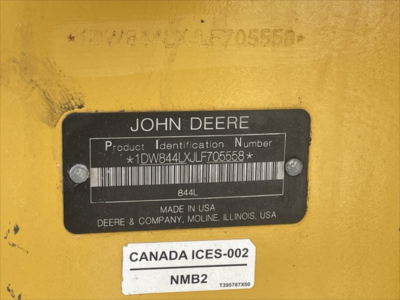 *1DW844LXJLF705558*
JOHN DEERE
Product Identification Number
*1DW844LXJLF705558*
844L
MADE IN USA
DEERE & COMPANY, MOLINE, ILLINOIS, USA
CANADA ICES-002
NMB2
T395787X00